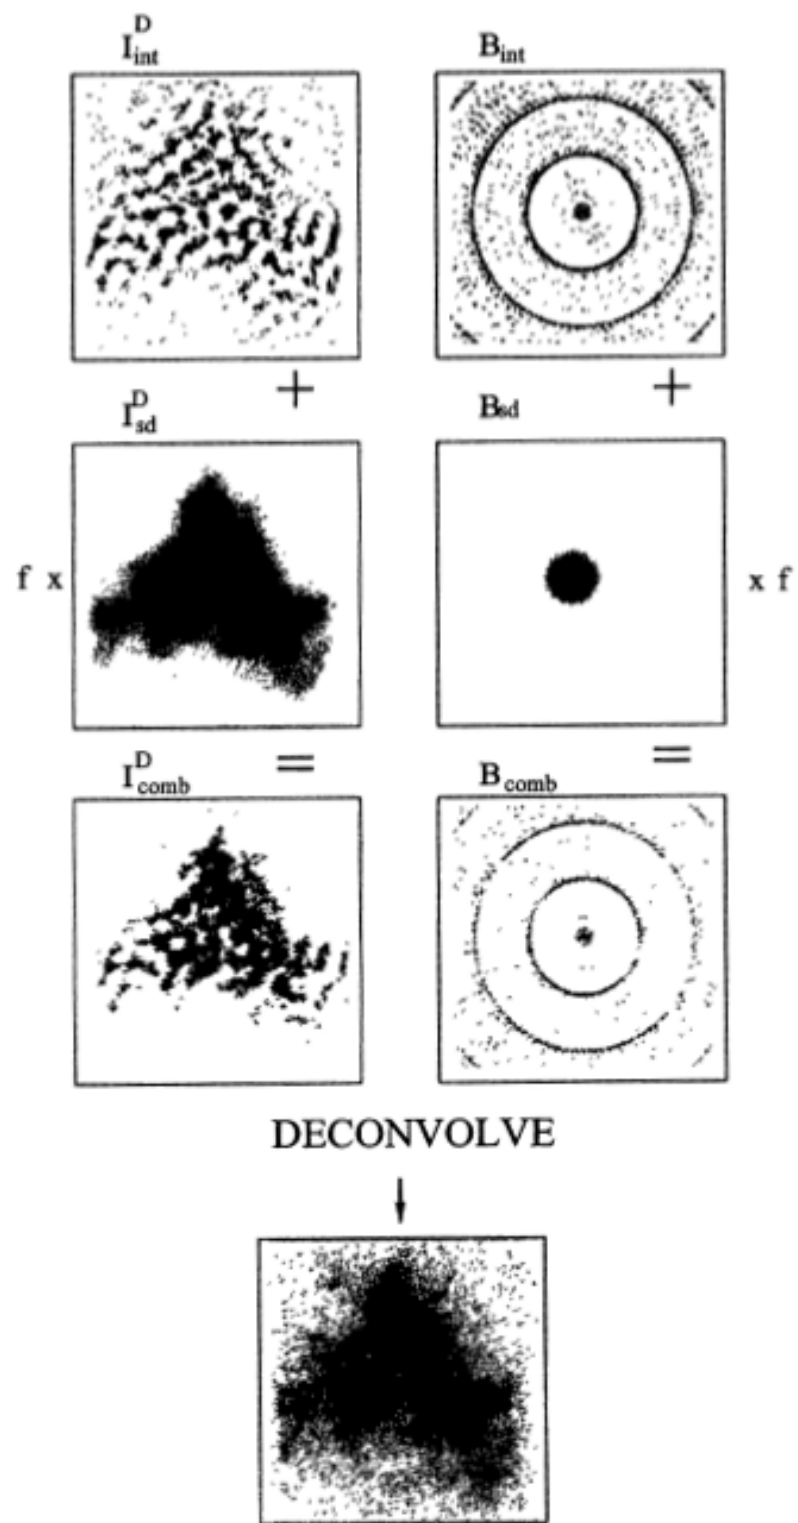 I^D_int B_int
+ +
I^D_sd B_sd
f x x f
= =
I^D_comb B_comb
DECONVOLVE